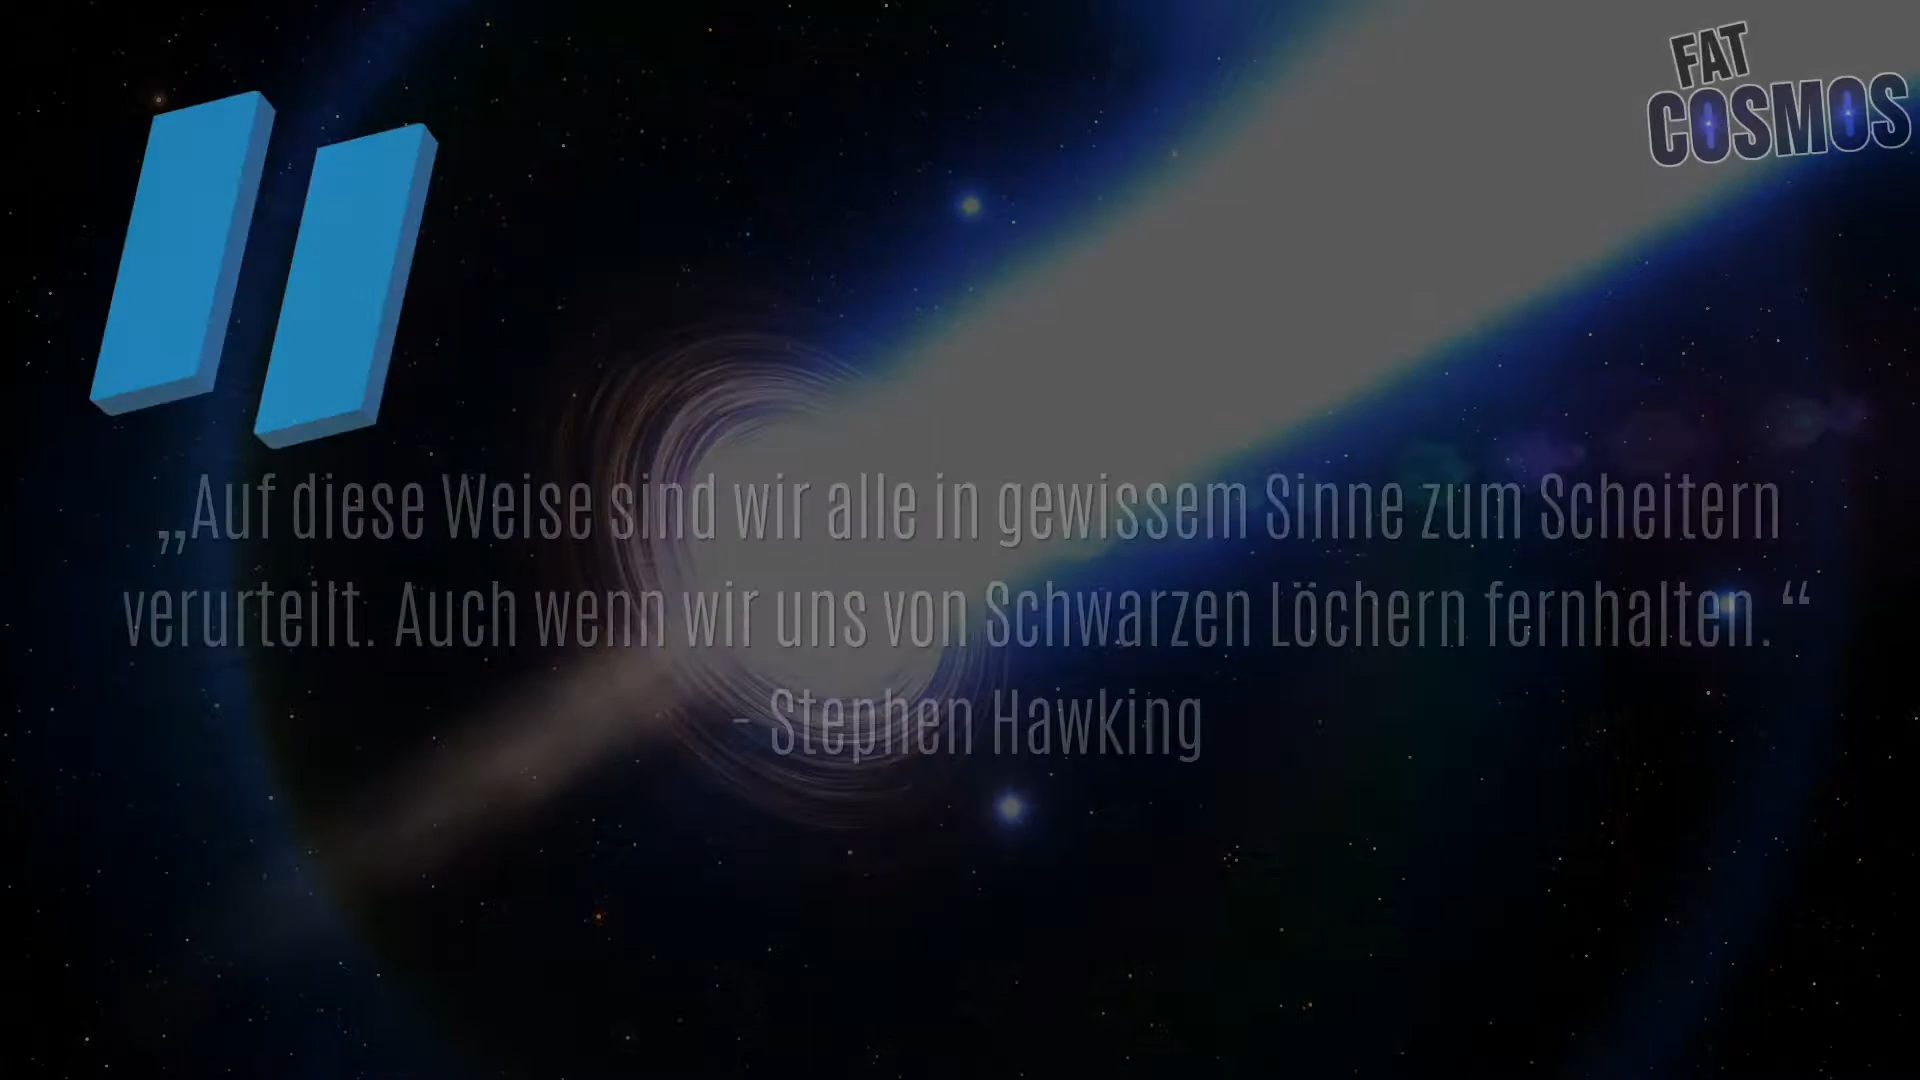 FAT
COSMOS
„Auf diese Weise sind wir alle in gewissem Sinne zum Scheitern
verurteilt. Auch wenn wir uns von Schwarzen Löchern fernhalten. “
- Stephen Hawking